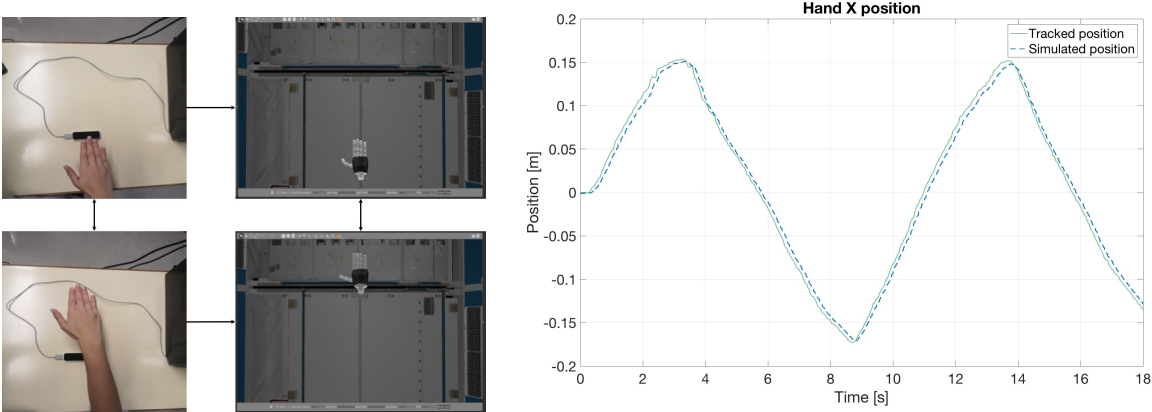 Hand X position
Tracked position
Simulated position
0.2
0.15
0.1
0.05
0
-0.05
-0.1
-0.15
-0.2
Position [m]
0 2 4 6 8 10 12 14 16 18
Time [s]